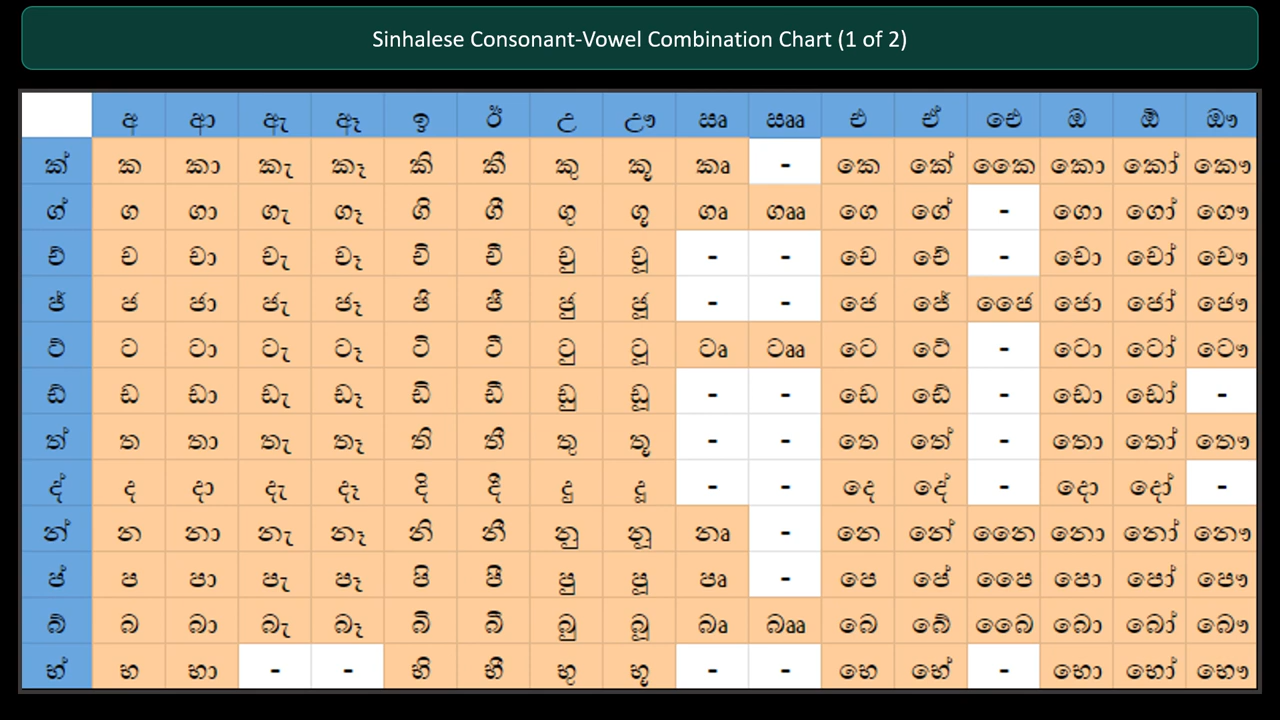 Sinhalese Consonant-Vowel Combination Chart (1 of 2)
අ ආ ඇ ඈ ඉ ඊ උ ඌ ඍ ඎ එ ඒ ඓ ඔ ඕ ඖ
ක් ක කා කැ කෑ කි කී කු කූ කෘ - කෙ කේ කෛ කො කෝ කෞ
ග් ග ගා ගැ ගෑ ගි ගී ගු ගූ ගෘ ගෲ ගෙ ගේ - ගො ගෝ ගෞ
ච් ච චා චැ චෑ චි චී චු චූ - - චෙ චේ - චො චෝ චෞ
ජ් ජ ජා ජැ ජෑ ජි ජී ජු ජූ - - ජෙ ජේ ජෛ ජො ජෝ ජෞ
ට් ට ටා ටැ ටෑ ටි ටී ටු ටූ ටෘ ටෲ ටෙ ටේ - ටො ටෝ ටෞ
ඩ් ඩ ඩා ඩැ ඩෑ ඩි ඩී ඩු ඩූ - - ඩෙ ඩේ - ඩො ඩෝ -
ත් ත තා තැ තෑ ති තී තු තූ - - තෙ තේ - තො තෝ තෞ
ද් ද දා දැ දෑ දි දී දු දූ - - දෙ දේ - දො දෝ -
න් න නා නැ නෑ නි නී නු නූ නෘ - නෙ නේ නෛ නො නෝ නෞ
ප් ප පා පැ පෑ පි පී පු පූ පෘ - පෙ පේ පෛ පො පෝ පෞ
බ් බ බා බැ බෑ බි බී බු බූ බෘ බෲ බෙ බේ බෛ බො බෝ බෞ
භ් භ භා - - භි භී භු භූ - - භෙ භේ - භො භෝ භෞ